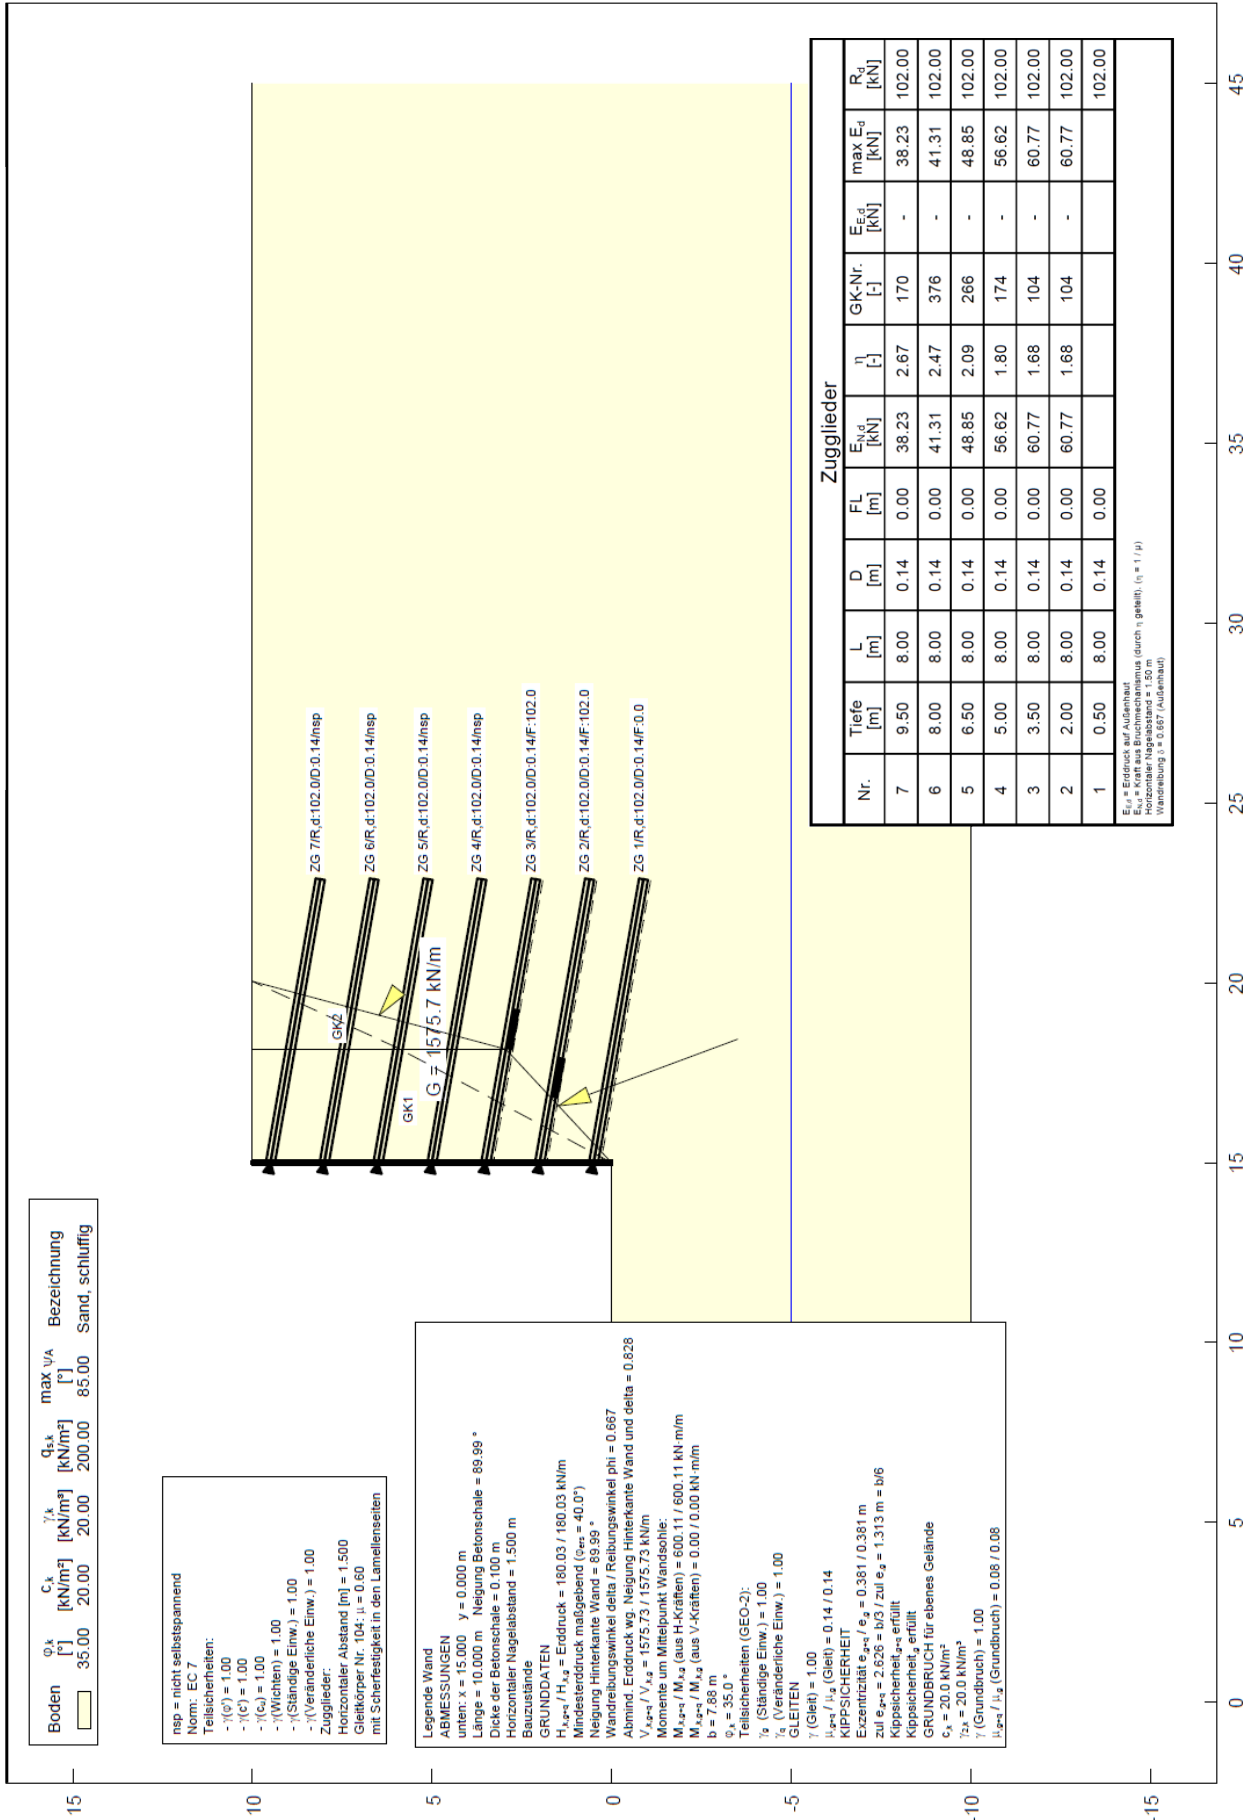 Boden φ,k [°] c,k [kN/m²] γ,k [kN/m³] qs,k [kN/m²] max ψA [°] Bezeichnung
35.00 20.00 20.00 200.00 85.00 Sand, schluffig
nsp = nicht selbstspannend
Norm: EC 7
Teilsicherheiten:
- γ(φ') = 1.00
- γ(c') = 1.00
- γ(cu) = 1.00
- γ(Wichten) = 1.00
- γ(Ständige Einw.) = 1.00
- γ(Veränderliche Einw.) = 1.00
Zugglieder:
Horizontaler Abstand [m] = 1.500
Gleitkörper Nr. 104: μ = 0.60
mit Scherfestigkeit in den Lamellenseiten
Legende Wand
ABMESSUNGEN
unten: x = 15.000 y = 0.000 m
Länge = 10.000 m Neigung Betonschale = 89.99 °
Dicke der Betonschale = 0.100 m
Horizontaler Nagelabstand = 1.500 m
Bauzustände
GRUNDDATEN
H,k,g+q / H,k,g = Erddruck = 180.03 / 180.03 kN/m
Mindesterddruck maßgebend (φers = 40.0°)
Neigung Hinterkante Wand = 89.99 °
Wandreibungswinkel delta / Reibungswinkel phi = 0.667
Abmind. Erddruck wg. Neigung Hinterkante Wand und delta = 0.828
V,k,g+q / V,k,g = 1575.73 / 1575.73 kN/m
Momente um Mittelpunkt Wandsohle:
M,k,g+q / M,k,g (aus H-Kräften) = 600.11 / 600.11 kN·m/m
M,k,g+q / M,k,g (aus V-Kräften) = 0.00 / 0.00 kN·m/m
b = 7.88 m
φ,k = 35.0 °
Teilsicherheiten (GEO-2):
γg (Ständige Einw.) = 1.00
γq (Veränderliche Einw.) = 1.00
GLEITEN
γ (Gleit) = 1.00
μ,g+q / μ,g (Gleit) = 0.14 / 0.14
KIPPSICHERHEIT
Exzentrizität e,g+q / e,g = 0.381 / 0.381 m
zul e,g+q = 2.626 = b/3 / zul e,g = 1.313 m = b/6
Kippsicherheit,g+q erfüllt
Kippsicherheit,g erfüllt
GRUNDBRUCH für ebenes Gelände
c,k = 20.0 kN/m²
γ2,k = 20.0 kN/m³
γ (Grundbruch) = 1.00
μ,g+q / μ,g (Grundbruch) = 0.08 / 0.08
ZG 7/R,d:102.0/D:0.14/nsp
ZG 6/R,d:102.0/D:0.14/nsp
ZG 5/R,d:102.0/D:0.14/nsp
ZG 4/R,d:102.0/D:0.14/nsp
ZG 3/R,d:102.0/D:0.14/F:102.0
ZG 2/R,d:102.0/D:0.14/F:102.0
ZG 1/R,d:102.0/D:0.14/F:0.0
GK2
GK1
G = 1575.7 kN/m
Zugglieder
Nr. Tiefe [m] L [m] D [m] FL [m] EN,d [kN] η [-] GK-Nr. [-] EE,d [kN] max Ed [kN] Rd [kN]
7 9.50 8.00 0.14 0.00 38.23 2.67 170 - 38.23 102.00
6 8.00 8.00 0.14 0.00 41.31 2.47 376 - 41.31 102.00
5 6.50 8.00 0.14 0.00 48.85 2.09 266 - 48.85 102.00
4 5.00 8.00 0.14 0.00 56.62 1.80 174 - 56.62 102.00
3 3.50 8.00 0.14 0.00 60.77 1.68 104 - 60.77 102.00
2 2.00 8.00 0.14 0.00 60.77 1.68 104 - 60.77 102.00
1 0.50 8.00 0.14 0.00 102.00
EE,d = Erddruck auf Außenhaut
EN,d = Kraft aus Bruchmechanismus (durch η geteilt). (η = 1 / μ)
Horizontaler Nagelabstand = 1.50 m
Wandreibung δ = 0.667 (Außenhaut)
15
10
5
0
-5
-10
-15
0 5 10 15 20 25 30 35 40 45